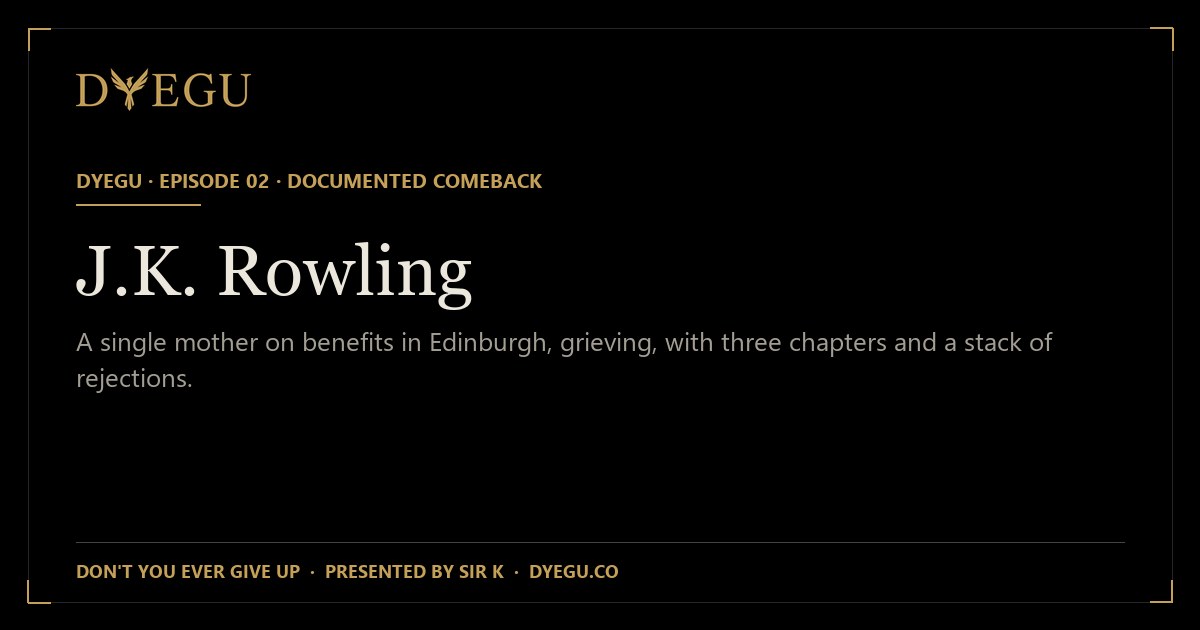 DYEGU
DYEGU · EPISODE 02 · DOCUMENTED COMEBACK
J.K. Rowling
A single mother on benefits in Edinburgh, grieving, with three chapters and a stack of
rejections.
DON'T YOU EVER GIVE UP · PRESENTED BY SIR K · DYEGU.CO